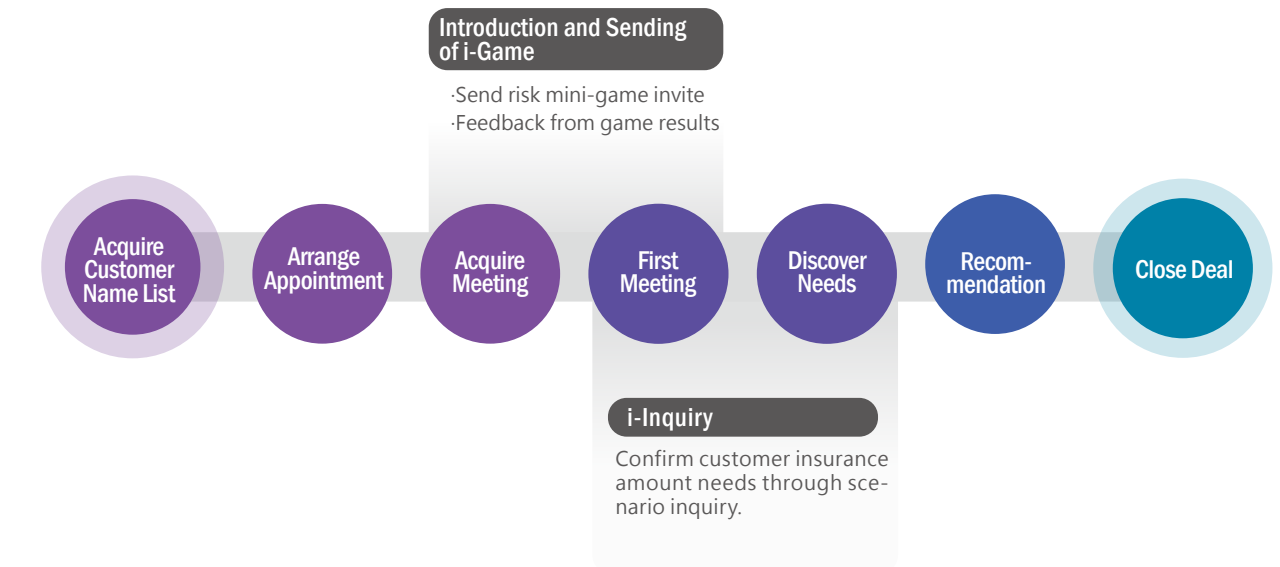 Introduction and Sending
of i-Game
·Send risk mini-game invite
·Feedback from game results
Acquire
Customer
Name List
Arrange
Appointment
Acquire
Meeting
First
Meeting
Discover
Needs
Recom-
mendation
Close Deal
i-Inquiry
Confirm customer insurance
amount needs through sce-
nario inquiry.